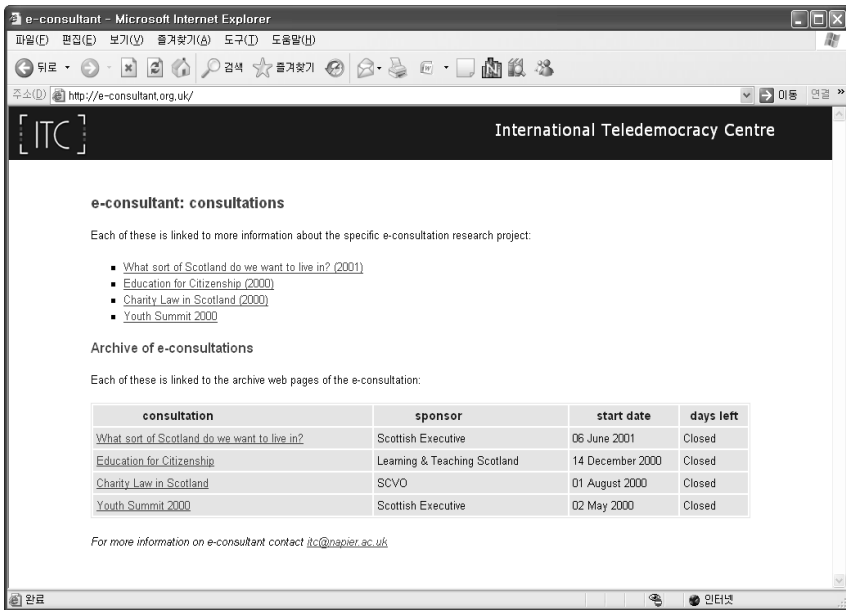 e-consultant - Microsoft Internet Explorer
파일(F) 편집(E) 보기(V) 즐겨찾기(A) 도구(T) 도움말(H)
뒤로 검색 즐겨찾기
주소(D) http://e-consultant.org.uk/ 이동 연결 »
[ITC] International Teledemocracy Centre
e-consultant: consultations
Each of these is linked to more information about the specific e-consultation research project:
What sort of Scotland do we want to live in? (2001)
Education for Citizenship (2000)
Charity Law in Scotland (2000)
Youth Summit 2000
Archive of e-consultations
Each of these is linked to the archive web pages of the e-consultation:
consultation sponsor start date days left
What sort of Scotland do we want to live in? Scottish Executive 06 June 2001 Closed
Education for Citizenship Learning & Teaching Scotland 14 December 2000 Closed
Charity Law in Scotland SCVO 01 August 2000 Closed
Youth Summit 2000 Scottish Executive 02 May 2000 Closed
For more information on e-consultant contact itc@napier.ac.uk
완료 인터넷